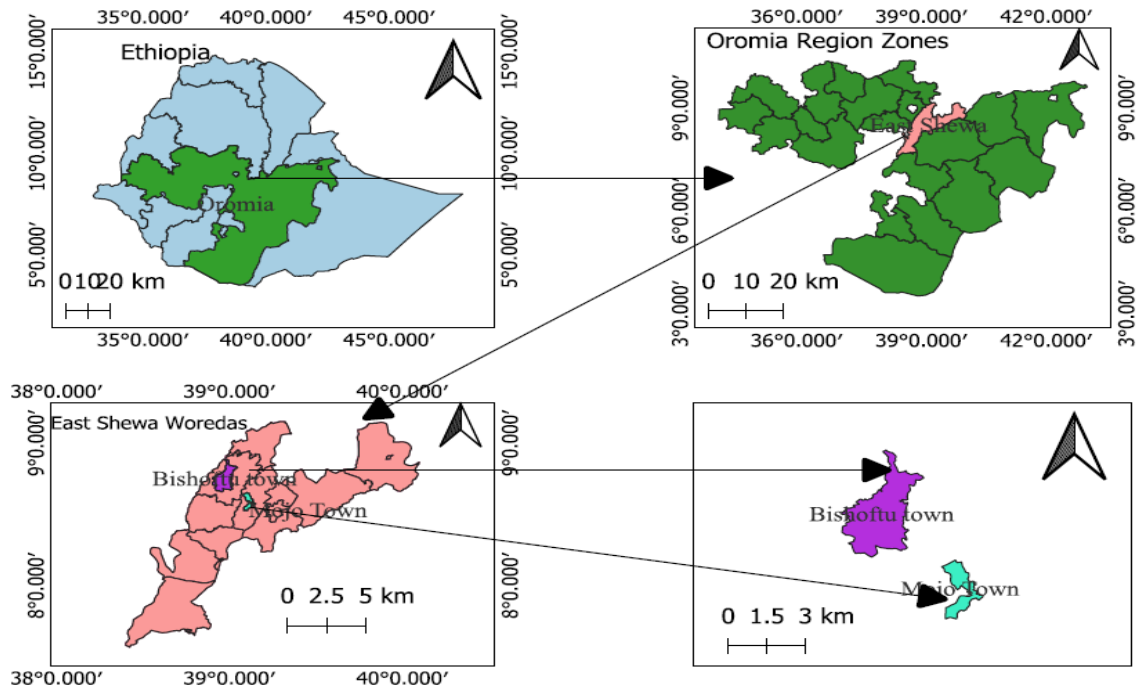 35°0.000′ 40°0.000′ 45°0.000′
Ethiopia
15°0.000′
10°0.000′
5°0.000′
15°0.000′
10°0.000′
5°0.000′
Oromia
0 10 20 km
35°0.000′ 40°0.000′ 45°0.000′
36°0.000′ 39°0.000′ 42°0.000′
Oromia Region Zones
9°0.000′
6°0.000′
3°0.000′
9°0.000′
6°0.000′
3°0.000′
East Shewa
0 10 20 km
36°0.000′ 39°0.000′ 42°0.000′
38°0.000′ 39°0.000′ 40°0.000′
East Shewa Woredas
9°0.000′
8°0.000′
9°0.000′
8°0.000′
Bishoftu town
Mojo Town
0 2.5 5 km
38°0.000′ 39°0.000′ 40°0.000′
Bishoftu town
Mojo Town
0 1.5 3 km